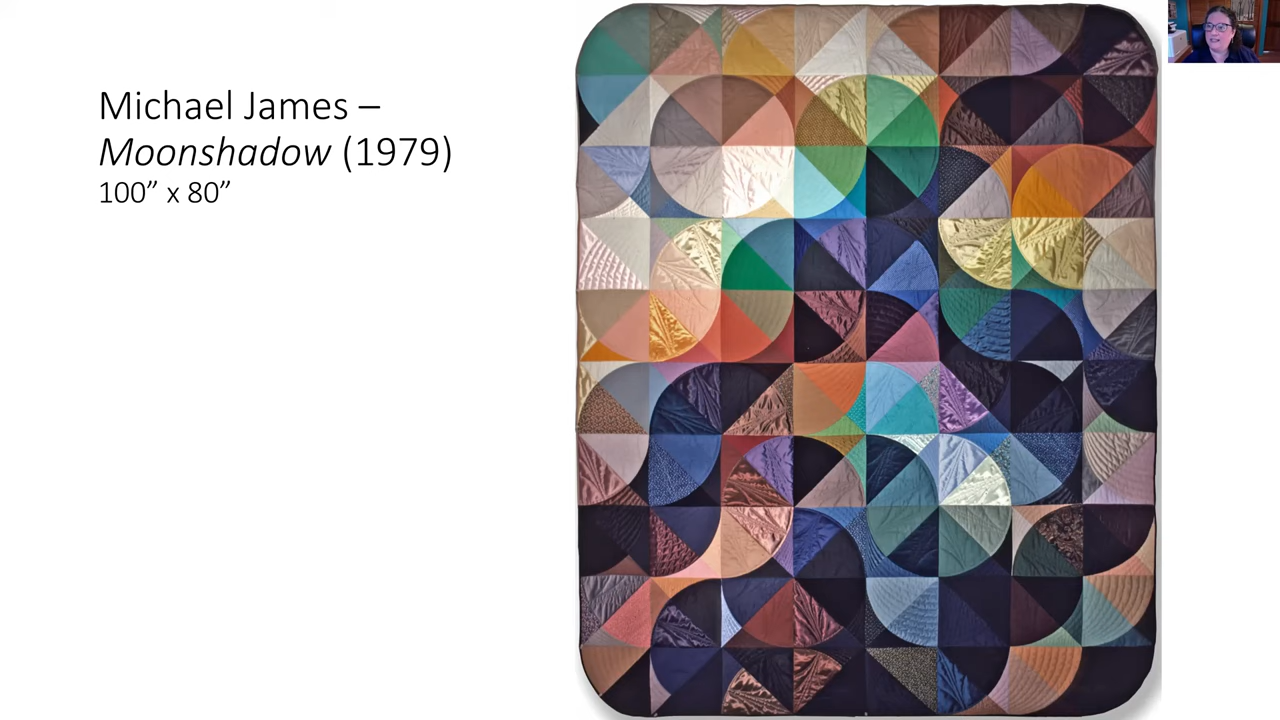 Michael James –
Moonshadow (1979)
100” x 80”